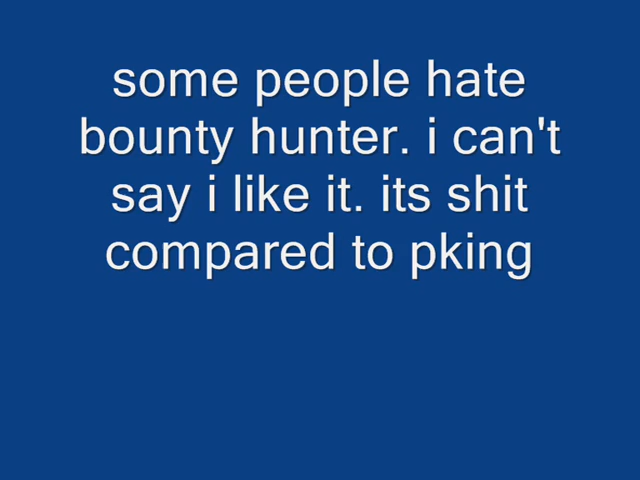 some people hate
bounty hunter. i can't
say i like it. its shit
compared to pking